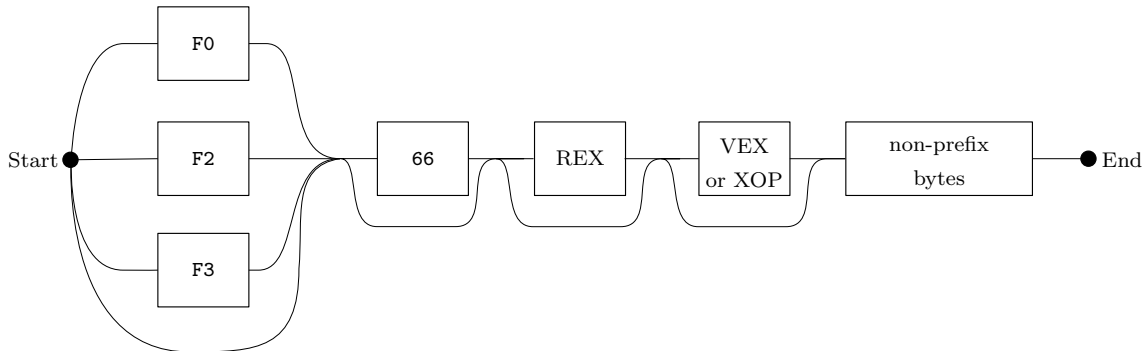 F0
Start
F2
F3
66
REX
VEX
or XOP
non-prefix
bytes
End